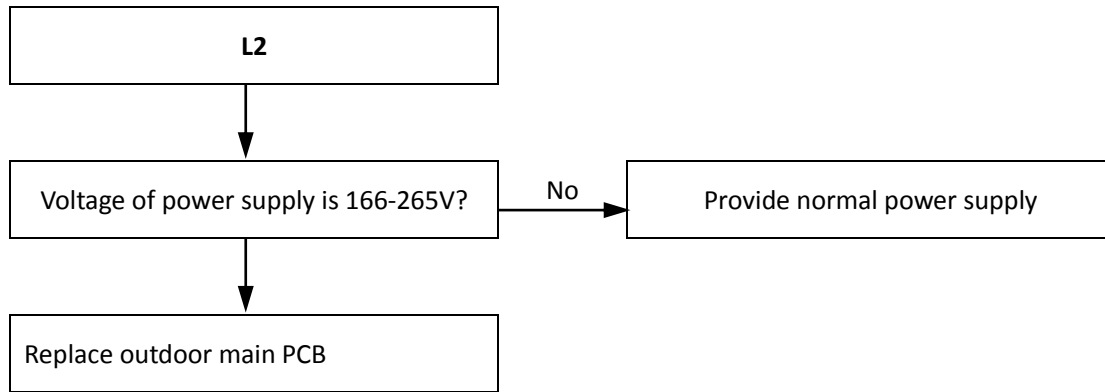 L2
Voltage of power supply is 166-265V?
No
Provide normal power supply
Replace outdoor main PCB